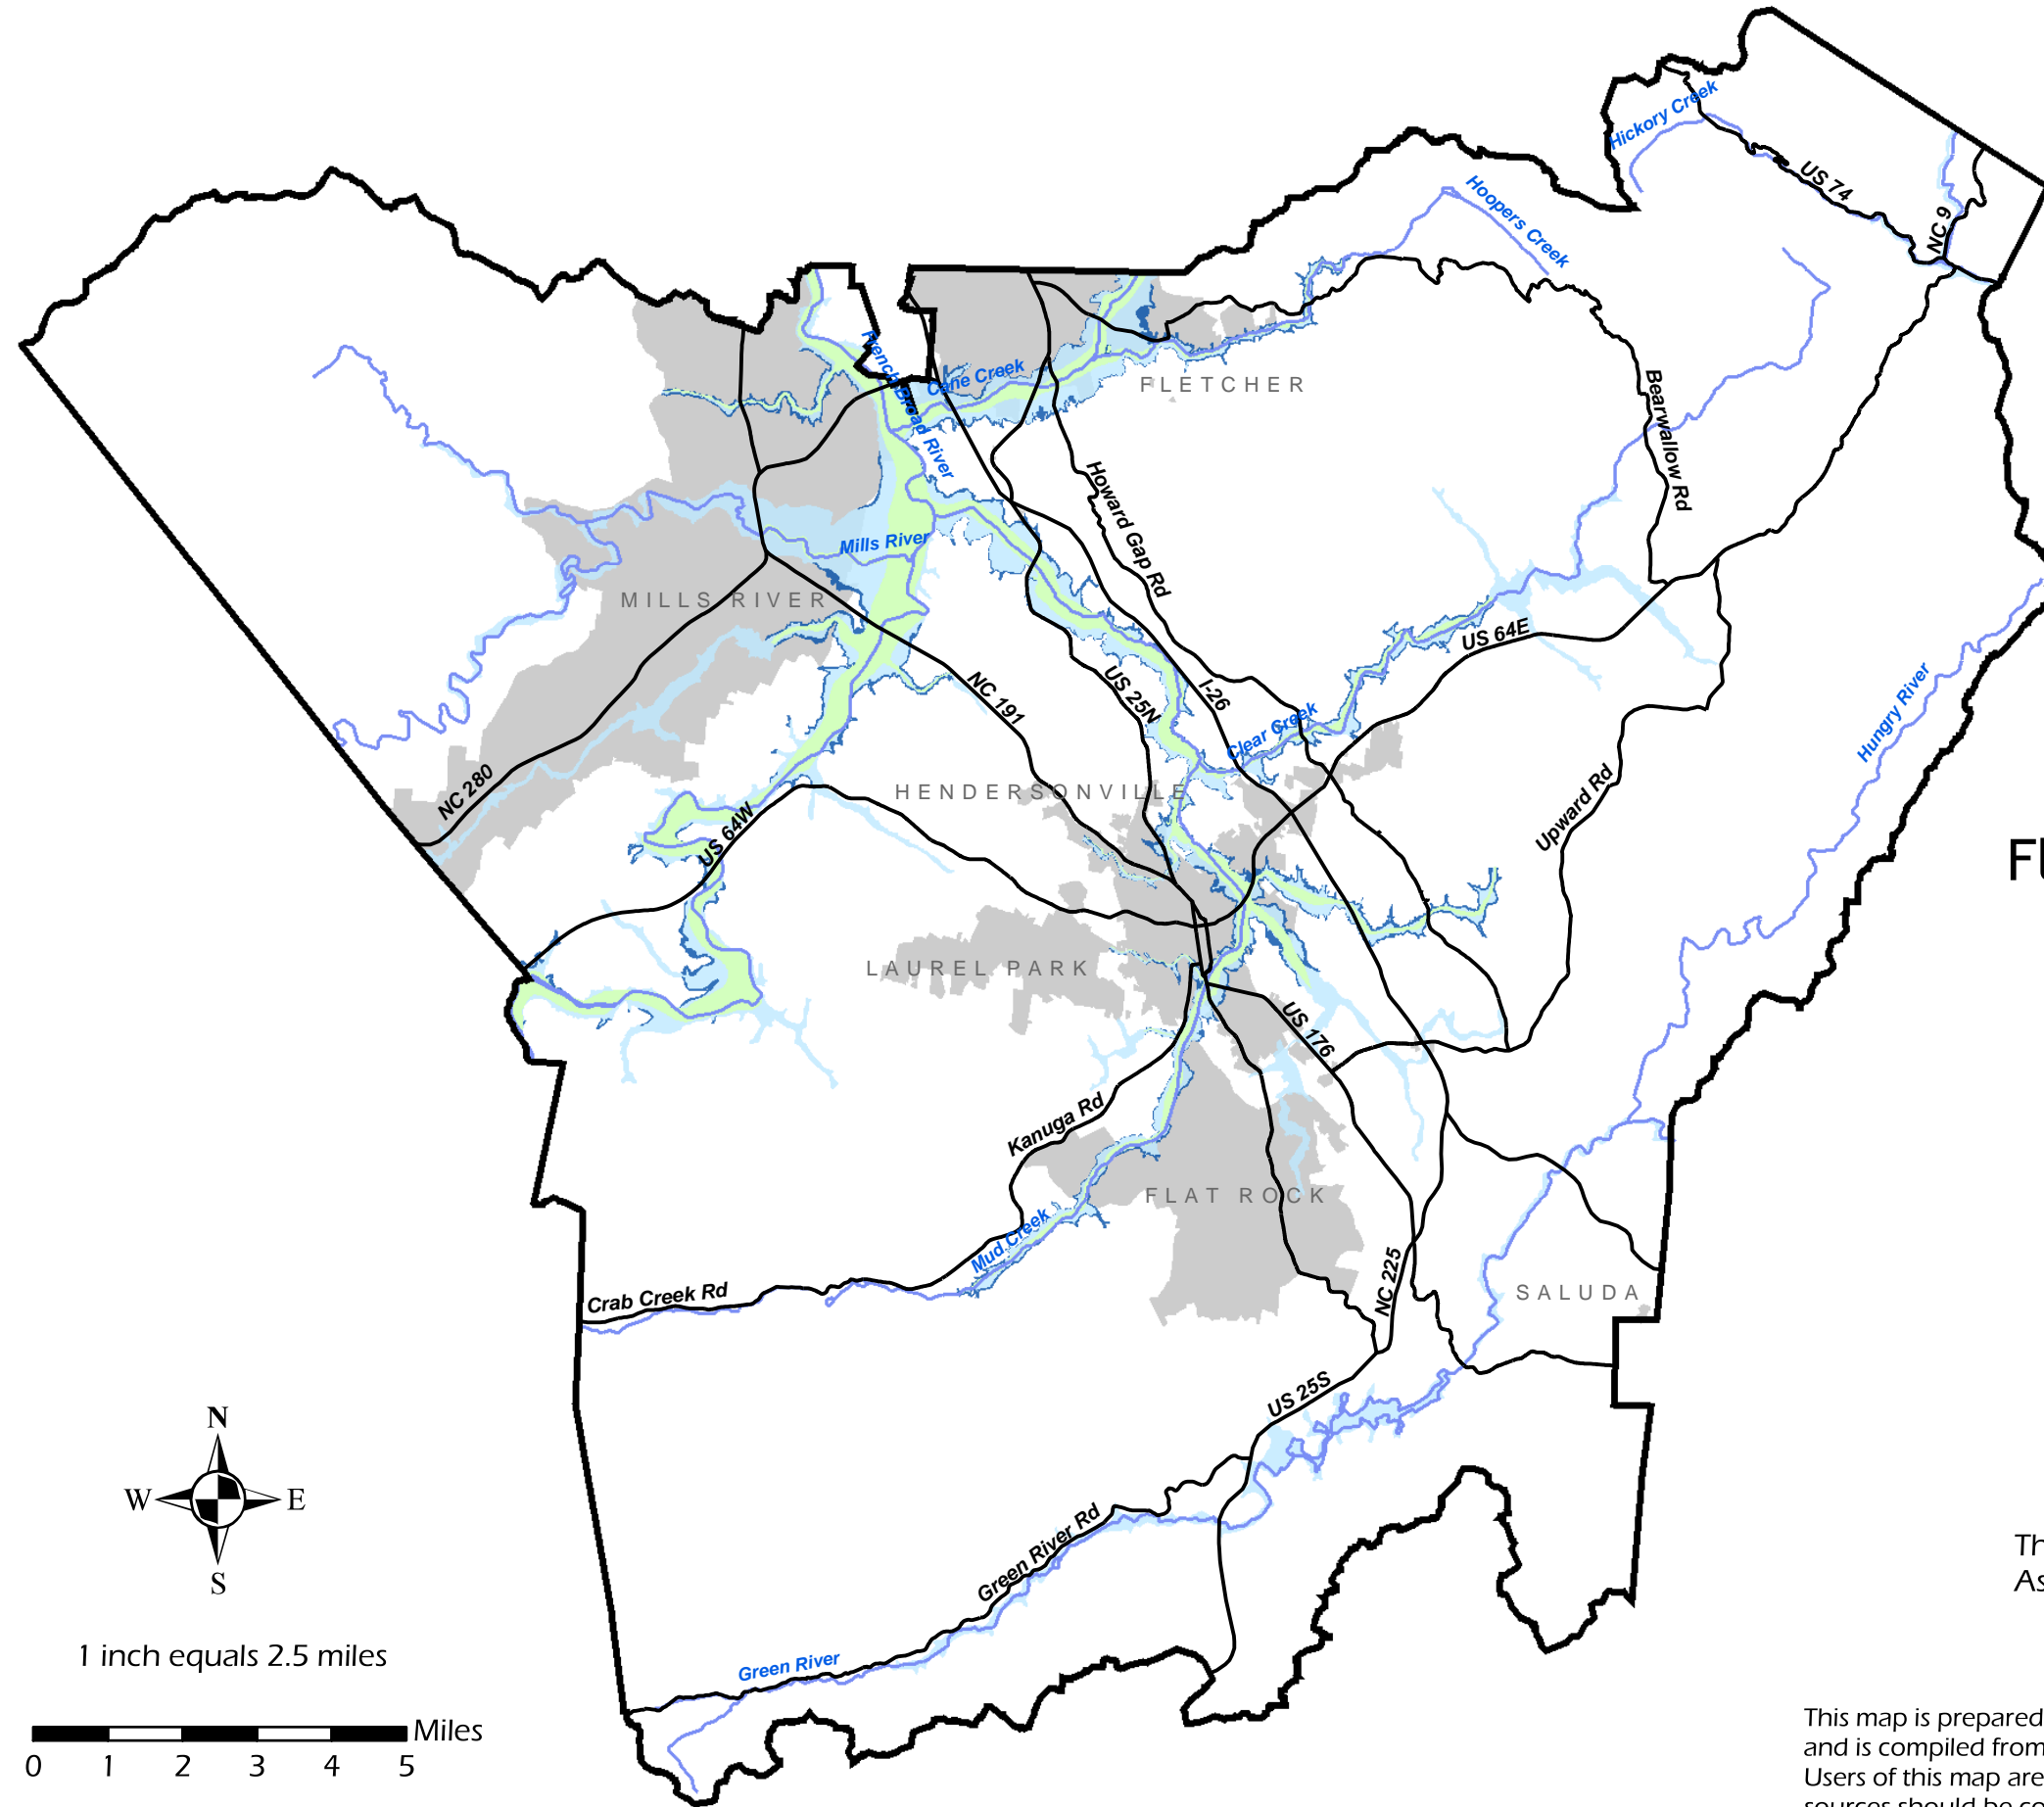 Hickory Creek
US 74
NC 9
Hoopers Creek
French Broad River
Cane Creek
FLETCHER
Bearwallow Rd
Howard Gap Rd
Mills River
MILLS RIVER
US 64E
NC 191
US 25N
I-26
Clear Creek
Hungry River
NC 280
HENDERSONVILLE
Upward Rd
US 64W
LAUREL PARK
US 176
Kanuga Rd
FLAT ROCK
Mud Creek
NC 225
Crab Creek Rd
SALUDA
US 25S
N
W E
S
Green River Rd
Green River
1 inch equals 2.5 miles
Miles
0 1 2 3 4 5
Th
As
This map is prepared
and is compiled from
Users of this map are